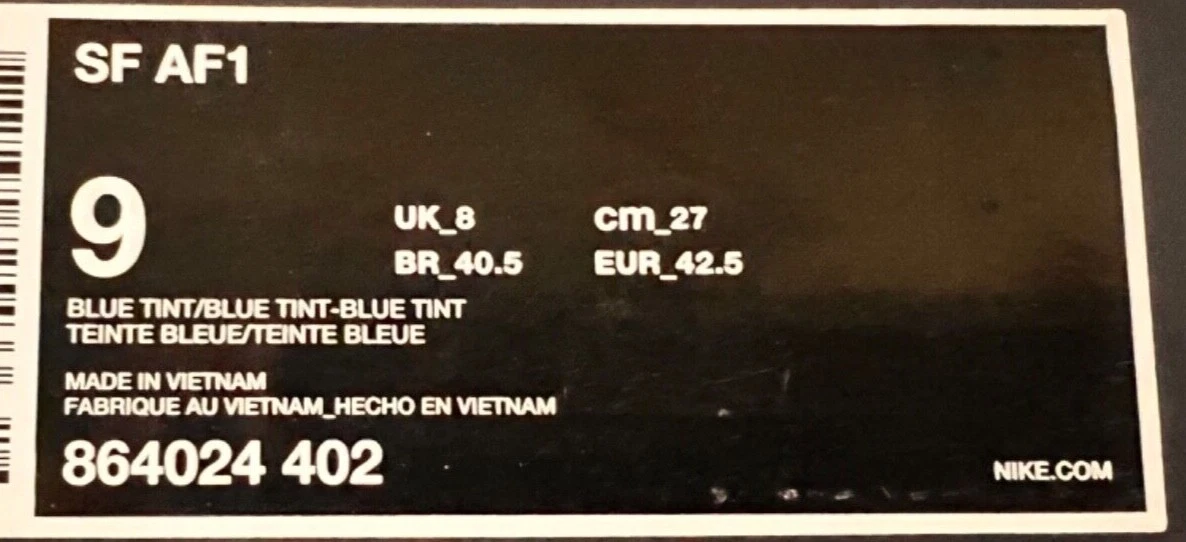 SF AF1
9
UK_8 cm_27
BR_40.5 EUR_42.5
BLUE TINT/BLUE TINT-BLUE TINT
TEINTE BLEUE/TEINTE BLEUE
MADE IN VIETNAM
FABRIQUE AU VIETNAM_HECHO EN VIETNAM
864024 402
NIKE.COM